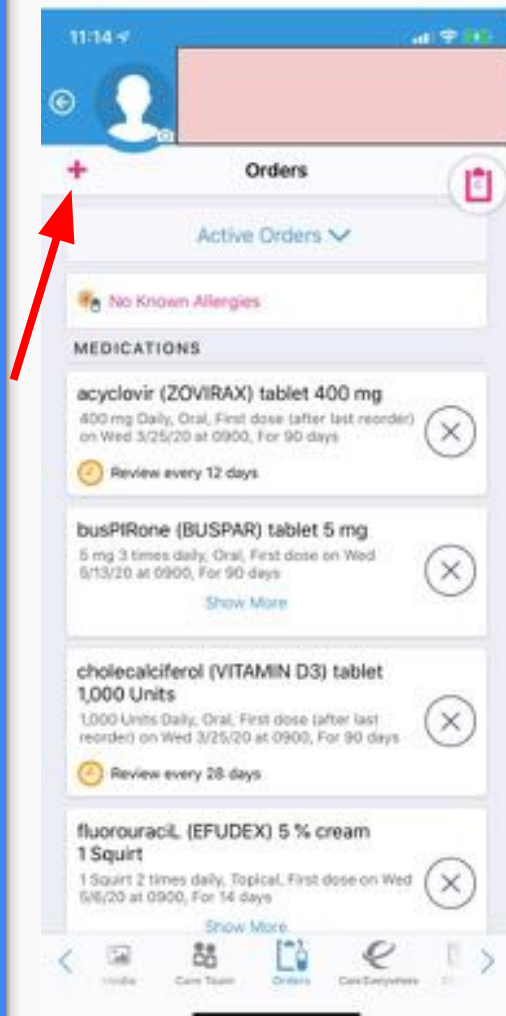 11:14
Orders
Active Orders
No Known Allergies
MEDICATIONS
acyclovir (ZOVIRAX) tablet 400 mg
400 mg Daily, Oral, First dose (after last reorder)
on Wed 3/25/20 at 0900, For 90 days
Review every 12 days
busPIRone (BUSPAR) tablet 5 mg
5 mg 3 times daily, Oral, First dose on Wed
5/13/20 at 0900, For 90 days
Show More
cholecalciferol (VITAMIN D3) tablet
1,000 Units
1,000 Units Daily, Oral, First dose (after last
reorder) on Wed 3/25/20 at 0900, For 90 days
Review every 28 days
fluorouraciL (EFUDEX) 5 % cream
1 Squirt
1 Squirt 2 times daily, Topical, First dose on Wed
5/6/20 at 0900, For 14 days
Show More
Media Care Team Orders Care Everywhere